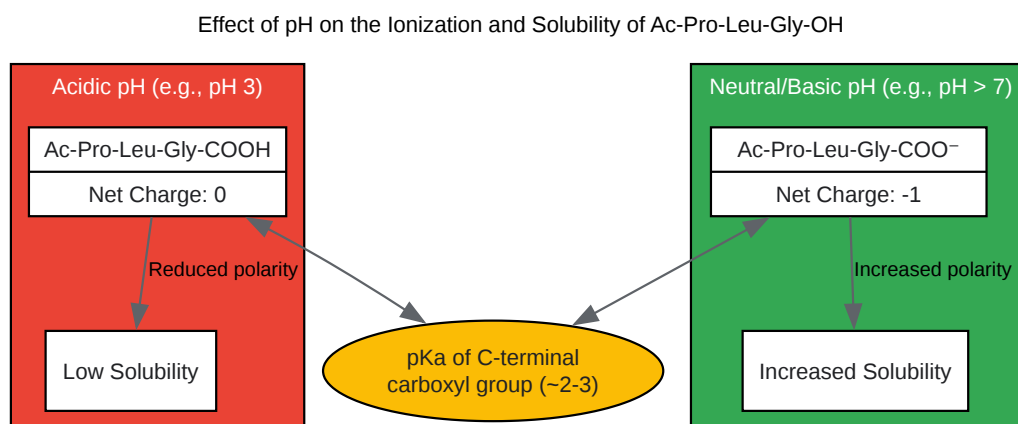 Effect of pH on the Ionization and Solubility of Ac-Pro-Leu-Gly-OH
Acidic pH (e.g., pH 3)
Ac-Pro-Leu-Gly-COOH
Net Charge: 0
Reduced polarity
Low Solubility
pKa of C-terminal
carboxyl group (~2-3)
Neutral/Basic pH (e.g., pH > 7)
Ac-Pro-Leu-Gly-COO⁻
Net Charge: -1
Increased polarity
Increased Solubility